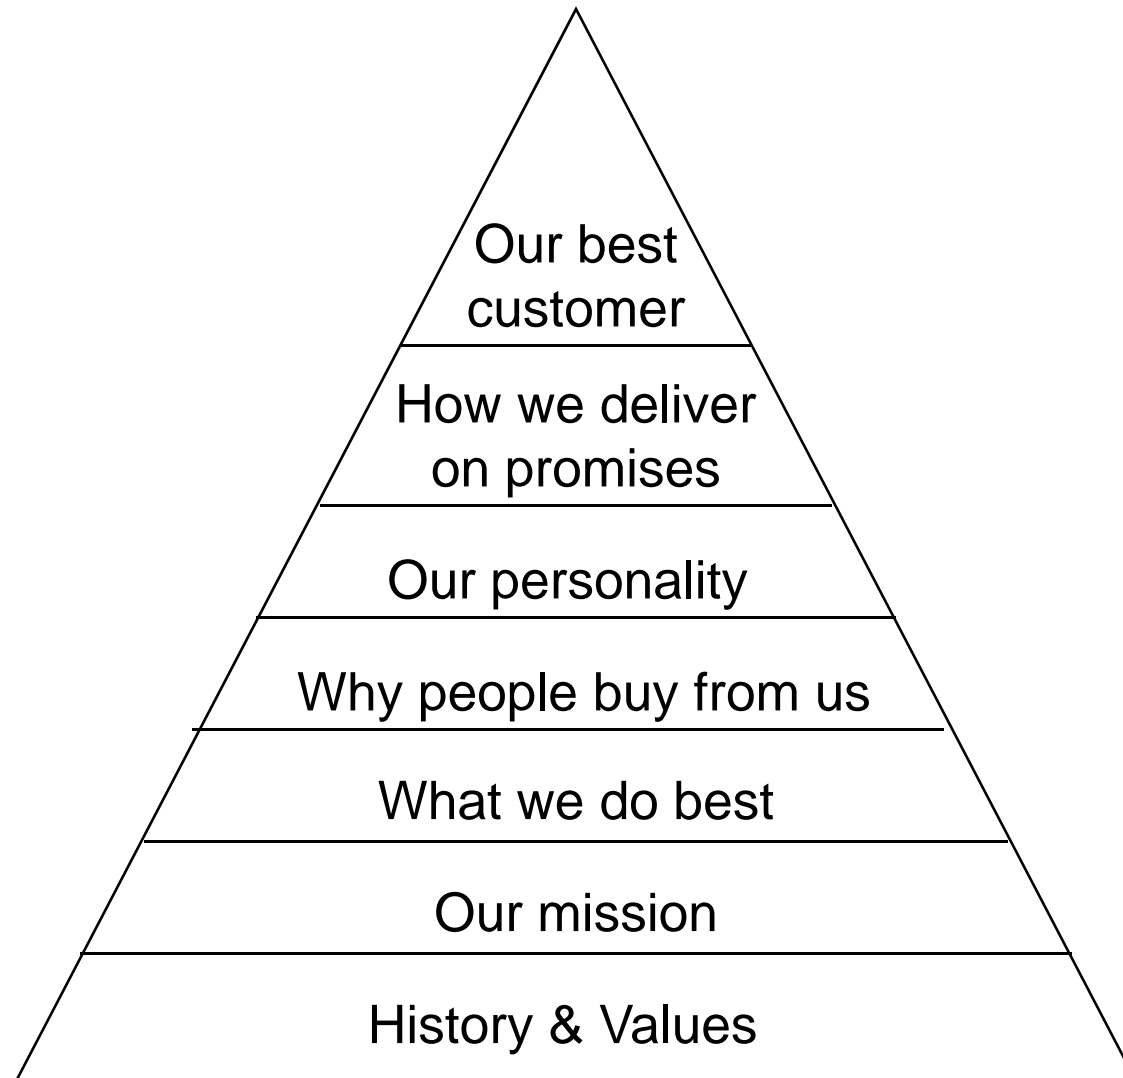 Our best
customer
How we deliver
on promises
Our personality
Why people buy from us
What we do best
Our mission
History & Values